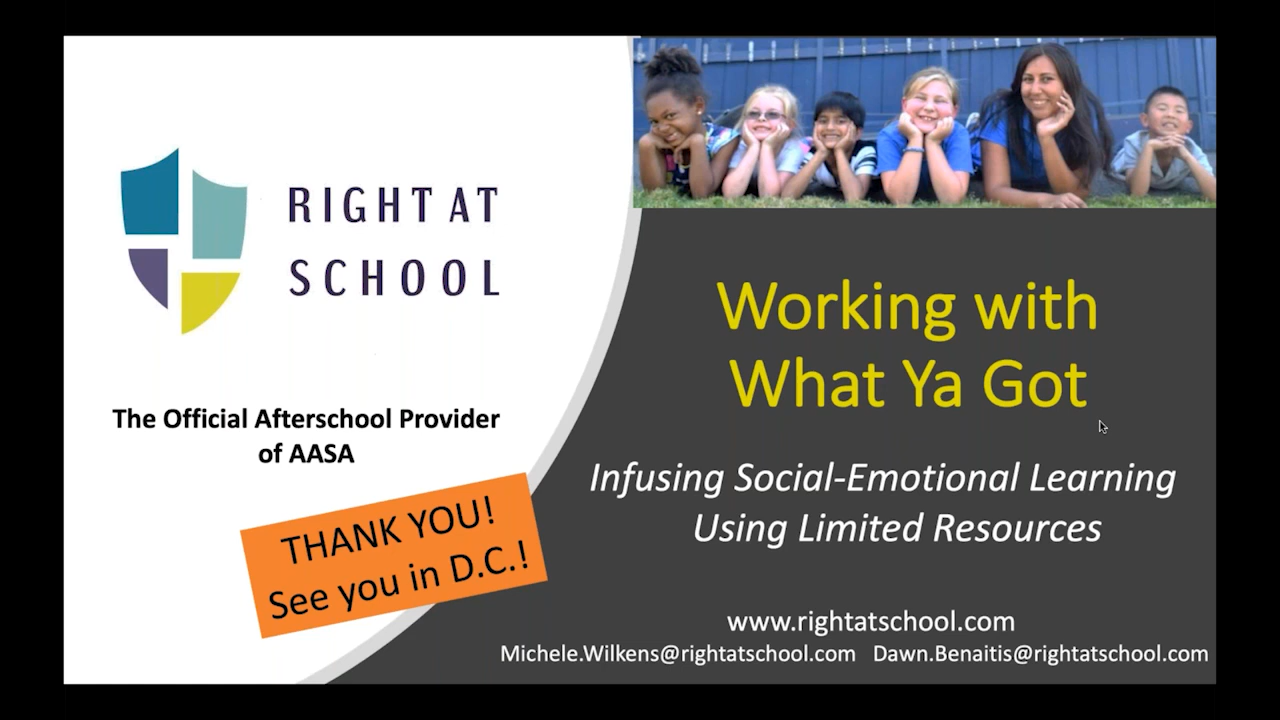 RIGHT AT
SCHOOL
The Official Afterschool Provider
of AASA
THANK YOU!
See you in D.C.!
Working with
What Ya Got
Infusing Social-Emotional Learning
Using Limited Resources
www.rightatschool.com
Michele.Wilkens@rightatschool.com Dawn.Benaitis@rightatschool.com